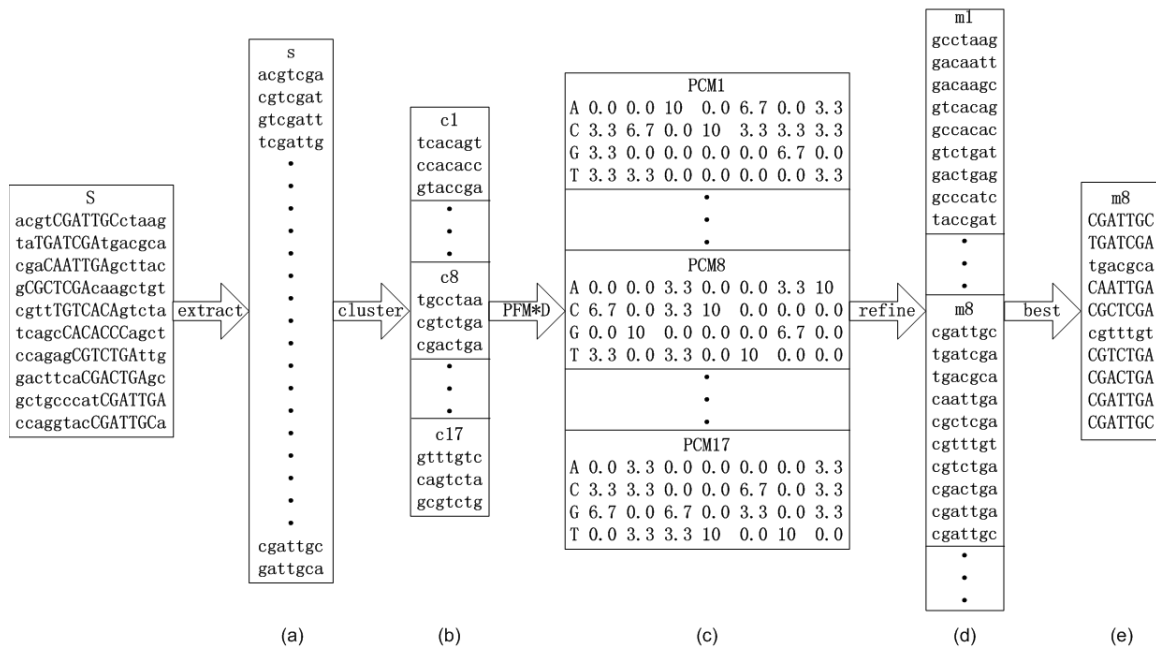 S
acgtCGATTGCctaag
taTGATCGAtgacgca
cgaCAATTGAgcttac
gCGCTCGAcaagctgt
cgttTGTCACAgtcta
tcagcCACACCCagct
ccagagCGTCTGAttg
gacttcaCGACTGAgc
gctgcccatCGATTGA
ccaggtacCGATTGCa
extract
s
acgtcga
cgtcgat
gtcgatt
tcgattg
cgattgc
gattgca
(a)
cluster
c1
tcacagt
ccacacc
gtaccga
c8
tgcctaa
cgtctga
cgactga
c17
gtttgtc
cagtcta
gcgtctg
(b)
PFM*D
PCM1
A 0.0 0.0 10 0.0 6.7 0.0 3.3
C 3.3 6.7 0.0 10 3.3 3.3 3.3
G 3.3 0.0 0.0 0.0 0.0 6.7 0.0
T 3.3 3.3 0.0 0.0 0.0 0.0 3.3
PCM8
A 0.0 0.0 3.3 0.0 0.0 3.3 10
C 6.7 0.0 3.3 10 0.0 0.0 0.0
G 0.0 10 0.0 0.0 0.0 6.7 0.0
T 3.3 0.0 3.3 0.0 10 0.0 0.0
PCM17
A 0.0 3.3 0.0 0.0 0.0 0.0 3.3
C 3.3 3.3 0.0 0.0 6.7 0.0 3.3
G 6.7 0.0 6.7 0.0 3.3 0.0 3.3
T 0.0 3.3 3.3 10 0.0 10 0.0
(c)
refine
m1
gcctaag
gacaatt
gacaagc
gtcacag
gccacac
gtctgat
gactgag
gcccatc
taccgat
m8
cgattgc
tgatcga
tgacgca
caattga
cgctcga
cgtttgt
cgtctga
cgactga
cgattga
cgattgc
(d)
best
m8
CGATTGC
TGATCGA
tgacgca
CAATTGA
CGCTCGA
cgtttgt
CGTCTGA
CGACTGA
CGATTGA
CGATTGC
(e)